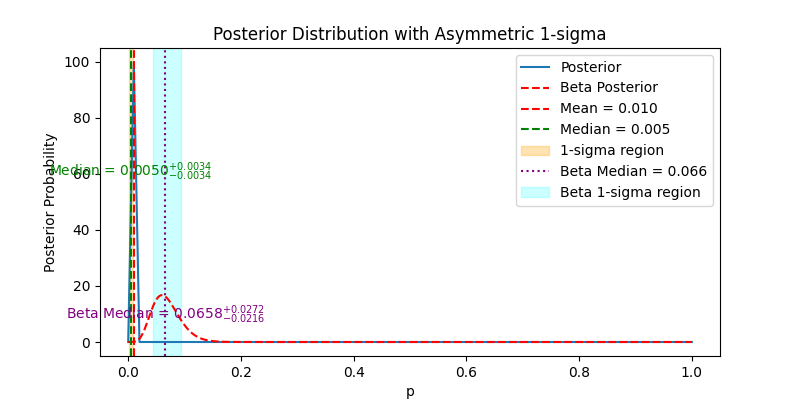 Posterior Distribution with Asymmetric 1-sigma
Posterior Probability
100
80
60
40
20
0
Median = 0.0050+0.0034
−0.0034
Beta Median = 0.0658+0.0272
−0.0216
Posterior
Beta Posterior
Mean = 0.010
Median = 0.005
1-sigma region
Beta Median = 0.066
Beta 1-sigma region
0.0 0.2 0.4 0.6 0.8 1.0
p